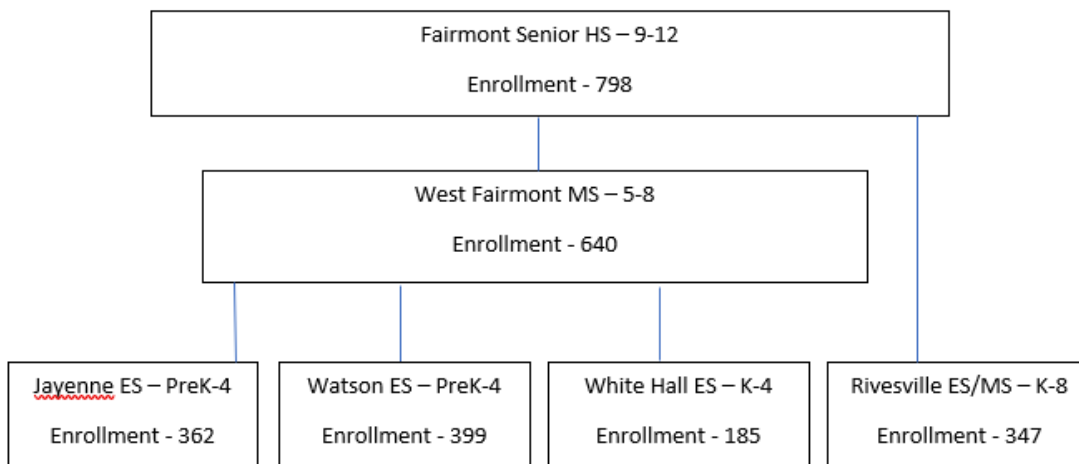 Fairmont Senior HS – 9-12
Enrollment - 798
West Fairmont MS – 5-8
Enrollment - 640
Jayenne ES – PreK-4
Enrollment - 362
Watson ES – PreK-4
Enrollment - 399
White Hall ES – K-4
Enrollment - 185
Rivesville ES/MS – K-8
Enrollment - 347